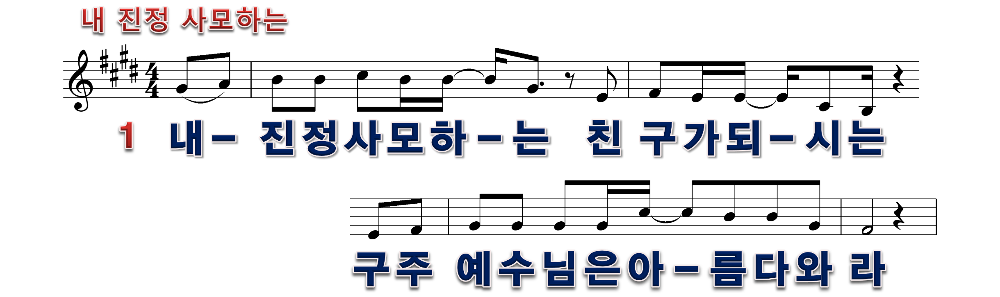 내 진정 사모하는
1 내- 진정사모하-는 친 구가되-시는
구주 예수님은아-름다와 라